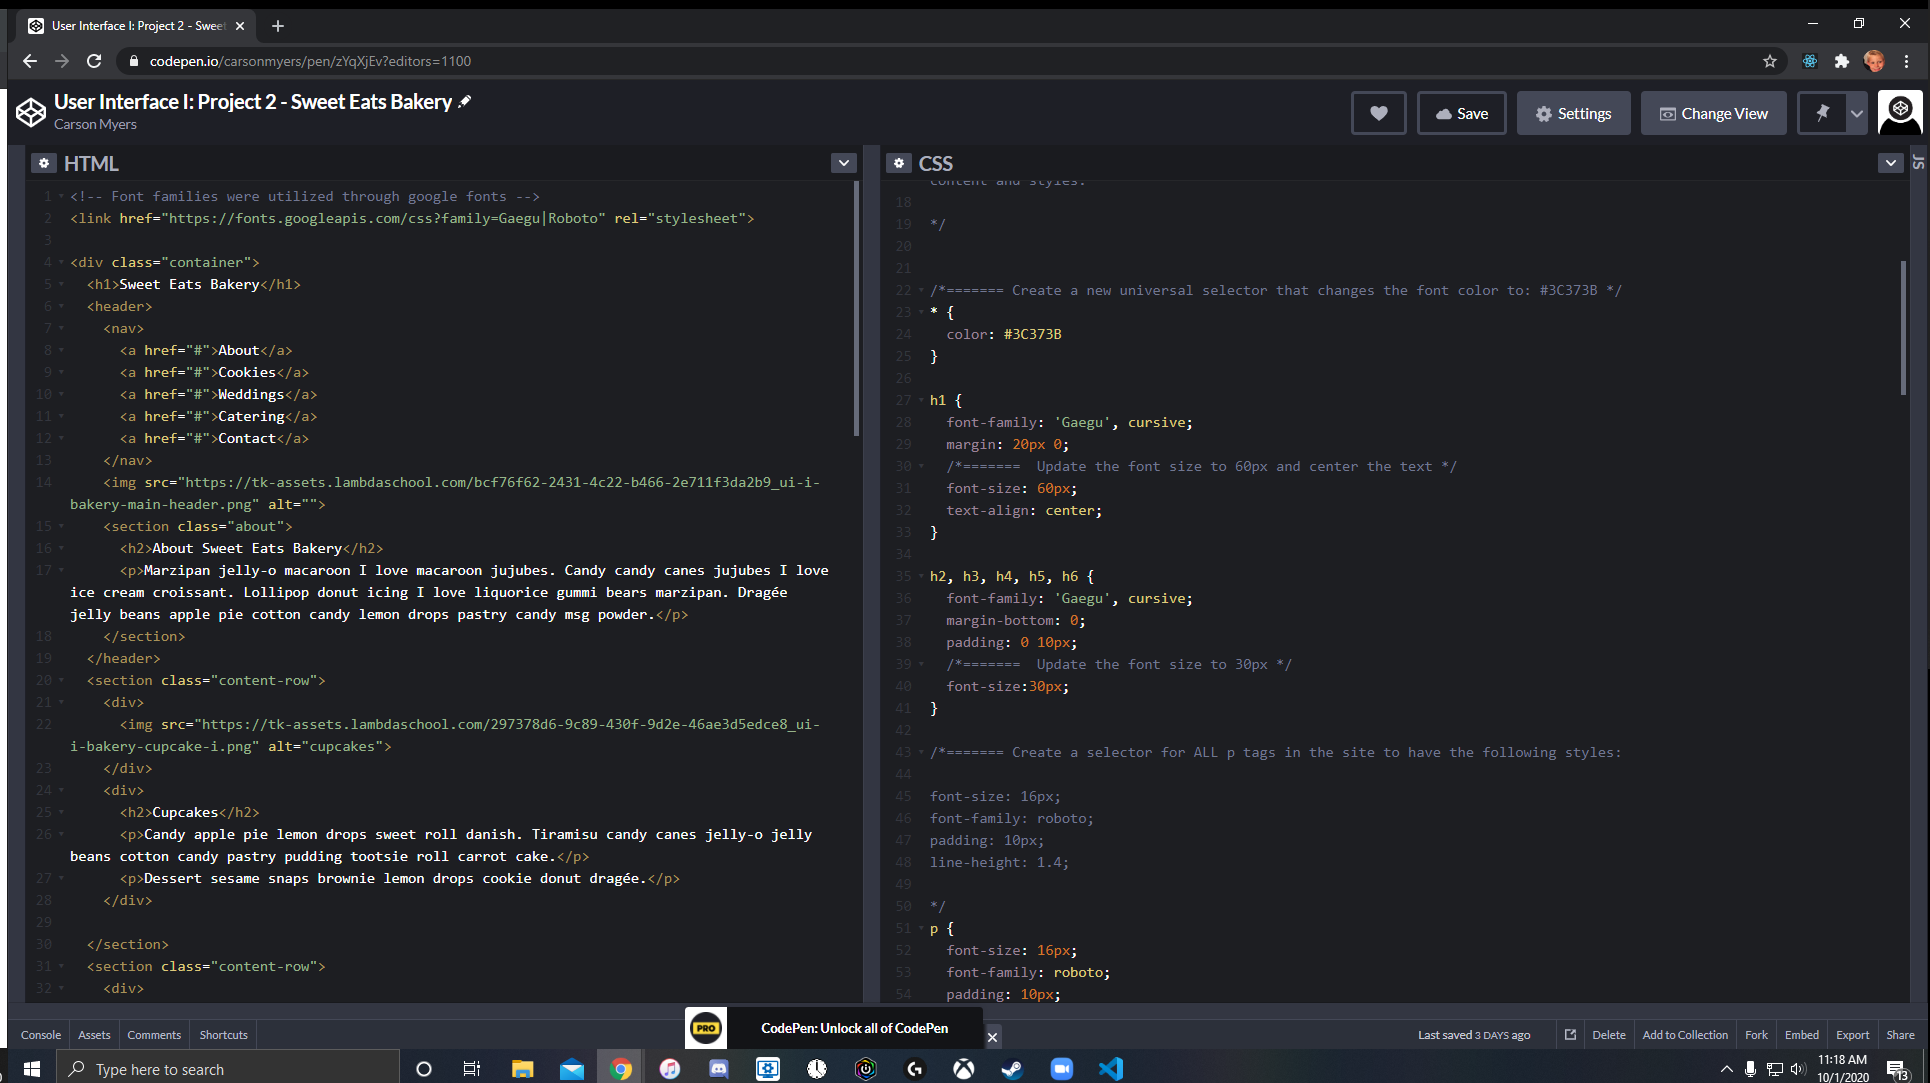 User Interface I: Project 2 - Sweet
codepen.io/carsonmyers/pen/zYqXjEv?editors=1100
User Interface I: Project 2 - Sweet Eats Bakery
Carson Myers
Save
Settings
Change View
HTML
1 <!-- Font families were utilized through google fonts -->
2 <link href="https://fonts.googleapis.com/css?family=Gaegu|Roboto" rel="stylesheet">
3
4 <div class="container">
5 <h1>Sweet Eats Bakery</h1>
6 <header>
7 <nav>
8 <a href="#">About</a>
9 <a href="#">Cookies</a>
10 <a href="#">Weddings</a>
11 <a href="#">Catering</a>
12 <a href="#">Contact</a>
13 </nav>
14 <img src="https://tk-assets.lambdaschool.com/bcf76f62-2431-4c22-b466-2e711f3da2b9_ui-i-
bakery-main-header.png" alt="">
15 <section class="about">
16 <h2>About Sweet Eats Bakery</h2>
17 <p>Marzipan jelly-o macaroon I love macaroon jujubes. Candy candy canes jujubes I love
ice cream croissant. Lollipop donut icing I love liquorice gummi bears marzipan. Dragée
jelly beans apple pie cotton candy lemon drops pastry candy msg powder.</p>
18 </section>
19 </header>
20 <section class="content-row">
21 <div>
22 <img src="https://tk-assets.lambdaschool.com/297378d6-9c89-430f-9d2e-46ae3d5edce8_ui-
i-bakery-cupcake-i.png" alt="cupcakes">
23 </div>
24 <div>
25 <h2>Cupcakes</h2>
26 <p>Candy apple pie lemon drops sweet roll danish. Tiramisu candy canes jelly-o jelly
beans cotton candy pastry pudding tootsie roll carrot cake.</p>
27 <p>Dessert sesame snaps brownie lemon drops cookie donut dragée.</p>
28 </div>
29
30 </section>
31 <section class="content-row">
32 <div>
CSS
JS
content and styles.
18
19 */
20
21
22 /*======= Create a new universal selector that changes the font color to: #3C373B */
23 * {
24 color: #3C373B
25 }
26
27 h1 {
28 font-family: 'Gaegu', cursive;
29 margin: 20px 0;
30 /*======= Update the font size to 60px and center the text */
31 font-size: 60px;
32 text-align: center;
33 }
34
35 h2, h3, h4, h5, h6 {
36 font-family: 'Gaegu', cursive;
37 margin-bottom: 0;
38 padding: 0 10px;
39 /*======= Update the font size to 30px */
40 font-size:30px;
41 }
42
43 /*======= Create a selector for ALL p tags in the site to have the following styles:
44
45 font-size: 16px;
46 font-family: roboto;
47 padding: 10px;
48 line-height: 1.4;
49
50 */
51 p {
52 font-size: 16px;
53 font-family: roboto;
54 padding: 10px;
Console Assets Comments Shortcuts
PRO CodePen: Unlock all of CodePen
Last saved 3 DAYS ago
Delete Add to Collection Fork Embed Export Share
Type here to search
11:18 AM
10/1/2020
13